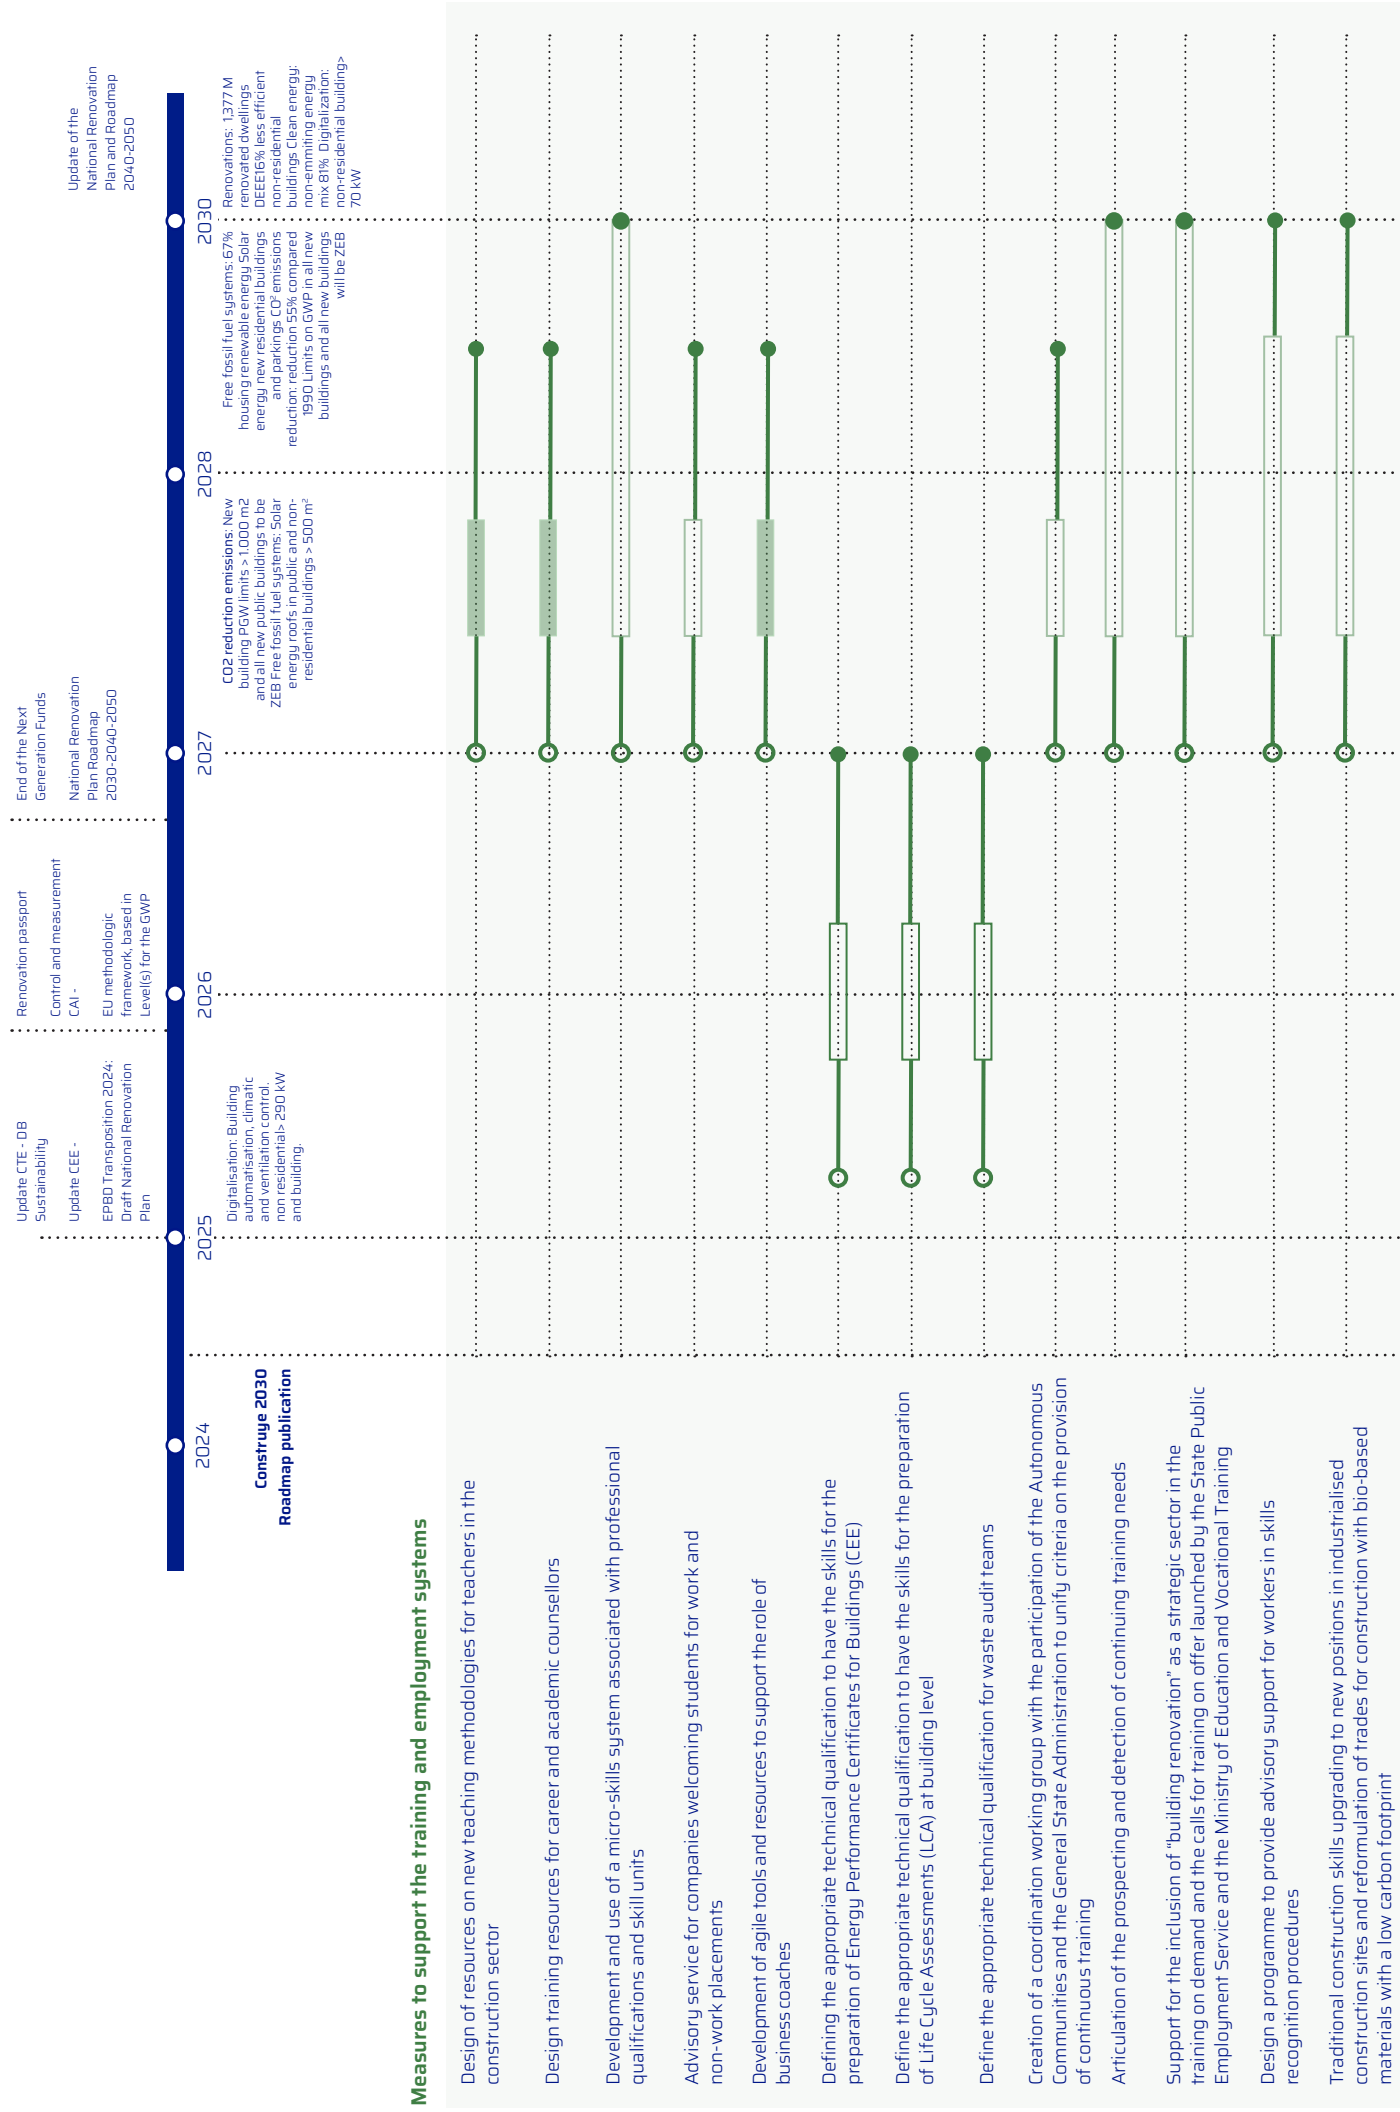 Update CTE - DB
Sustainability
Update CEE -
EPBD Transposition 2024:
Draft National Renovation
Plan
Renovation passport
Control and measurement
CAI -
EU methodologic
framework, based in
Level(s) for the GWP
End of the Next
Generation Funds
National Renovation
Plan Roadmap
2030-2040-2050
Update of the
National Renovation
Plan and Roadmap
2040-2050
2024
2025
2026
2027
2028
2030
Construye 2030
Roadmap publication
Digitalisation: Building
automatisation, climatic
and ventilation control.
non residential> 290 kW
and building.
CO2 reduction emissions: New
building PGW limits > 1.000 m2
and all new public buildings to be
ZEB Free fossil fuel systems: Solar
energy roofs in public and non-
residential buildings > 500 m²
Free fossil fuel systems: 67%
housing renewable energy Solar
energy new residential buildings
and parkings CO² emissions
reduction: reduction 55% compared
1990 Limits on GWP in all new
buildings and all new buildings
will be ZEB
Renovations: 1,377 M
renovated dwellings
DEEE16% less efficient
non-residential
buildings Clean energy:
non-emmiting energy
mix 81% Digitalization:
non-residential building>
70 kW
Measures to support the training and employment systems
Design of resources on new teaching methodologies for teachers in the
construction sector
Design training resources for career and academic counsellors
Development and use of a micro-skills system associated with professional
qualifications and skill units
Advisory service for companies welcoming students for work and
non-work placements
Development of agile tools and resources to support the role of
business coaches
Defining the appropriate technical qualification to have the skills for the
preparation of Energy Performance Certificates for Buildings (CEE)
Define the appropriate technical qualification to have the skills for the preparation
of Life Cycle Assessments (LCA) at building level
Define the appropriate technical qualification for waste audit teams
Creation of a coordination working group with the participation of the Autonomous
Communities and the General State Administration to unify criteria on the provision
of continuous training
Articulation of the prospecting and detection of continuing training needs
Support for the inclusion of “building renovation” as a strategic sector in the
training on demand and the calls for training on offer launched by the State Public
Employment Service and the Ministry of Education and Vocational Training
Design a programme to provide advisory support for workers in skills
recognition procedures
Traditional construction skills upgrading to new positions in industrialised
construction sites and reformulation of trades for construction with bio-based
materials with a low carbon footprint